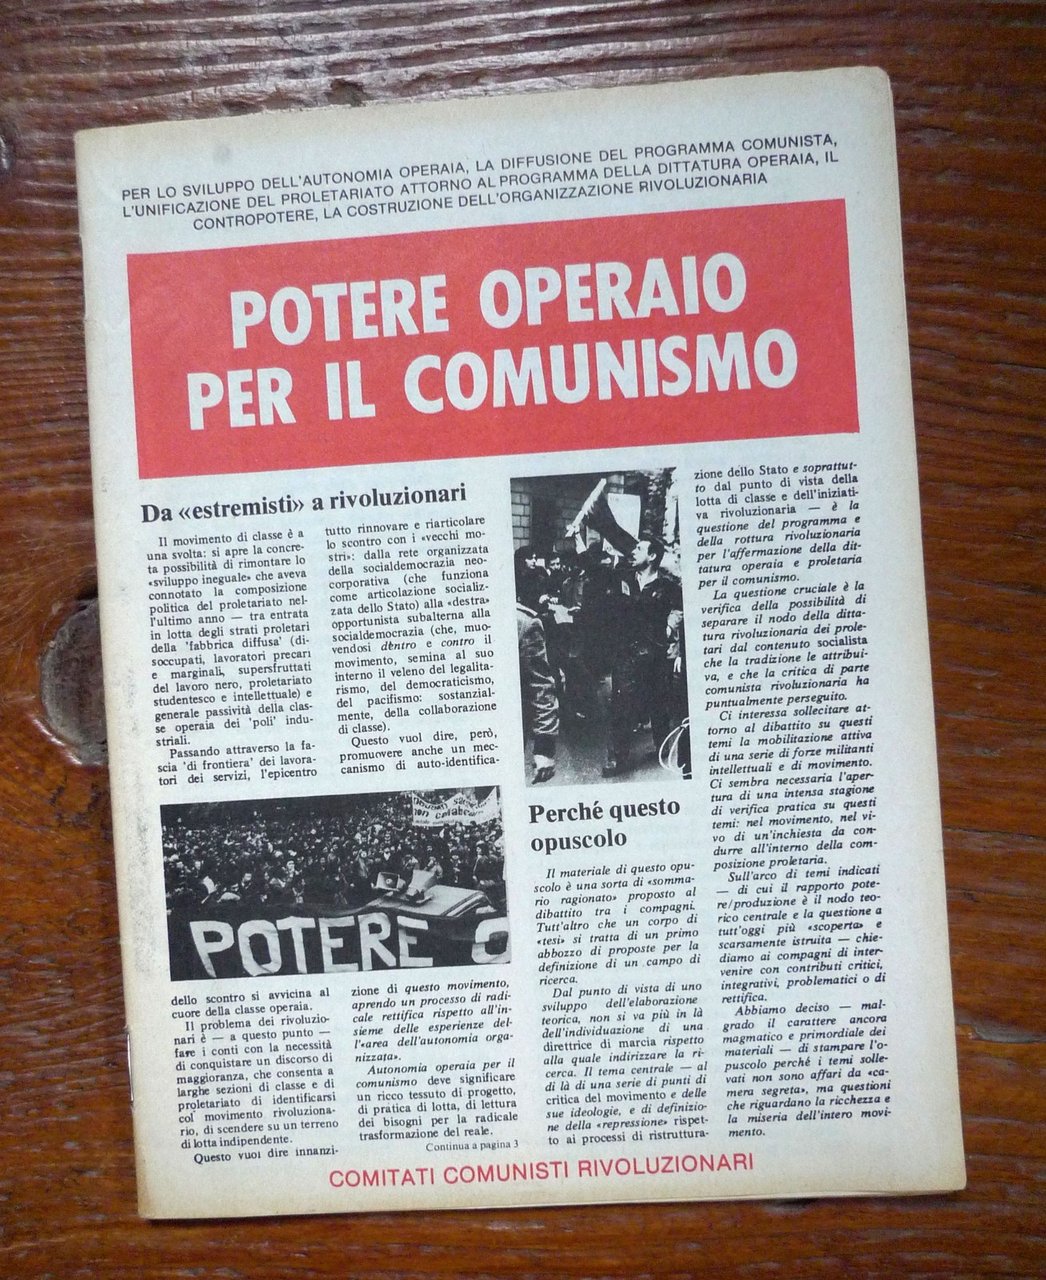 PER LO SVILUPPO DELL'AUTONOMIA OPERAIA, LA DIFFUSIONE DEL PROGRAMMA COMUNISTA,
L'UNIFICAZIONE DEL PROLETARIATO ATTORNO AL PROGRAMMA DELLA DITTATURA OPERAIA, IL
CONTROPOTERE, LA COSTRUZIONE DELL'ORGANIZZAZIONE RIVOLUZIONARIA
POTERE OPERAIO
PER IL COMUNISMO
Da «estremisti» a rivoluzionari
Il movimento di classe è a
una svolta: si apre la concre-
ta possibilità di rimontare lo
«sviluppo ineguale» che aveva
connotato la composizione
politica del proletariato nel-
l'ultimo anno — tra entrata
in lotta degli strati proletari
della 'fabbrica diffusa' (di-
soccupati, lavoratori precari
e marginali, supersfruttati
del lavoro nero, proletariato
studentesco e intellettuale) e
generale passività della clas-
se operaia dei 'poli' indu-
striali.
Passando attraverso la fa-
scia 'di frontiera' dei lavora-
tori dei servizi, l'epicentro
dello scontro si avvicina al
cuore della classe operaia.
Il problema dei rivoluzio-
nari è — a questo punto —
fare i conti con la necessità
di conquistare un discorso di
maggioranza, che consenta a
larghe sezioni di classe e di
proletariato di identificarsi
col movimento rivoluziona-
rio, di scendere su un terreno
di lotta indipendente.
Questo vuol dire innanzi-
tutto rinnovare e riarticolare
lo scontro con i «vecchi mo-
stri»: dalla rete organizzata
della socialdemocrazia neo-
corporativa (che funziona
come articolazione socializ-
zata dello Stato) alla «destra»
opportunista subalterna alla
socialdemocrazia (che, muo-
vendosi dentro e contro il
movimento, semina al suo
interno il veleno del legalita-
rismo, del democraticismo,
del pacifismo: sostanzial-
mente, della collaborazione
di classe).
Questo vuol dire, però,
promuovere anche un mec-
canismo di auto-identifica-
DISOCCUPATI
POTERE O
zione di questo movimento,
aprendo un processo di radi-
cale rettifica rispetto all'in-
sieme delle esperienze del-
l'«area dell'autonomia orga-
nizzata».
Autonomia operaia per il
comunismo deve significare
un ricco tessuto di progetto,
di pratica di lotta, di lettura
dei bisogni per la radicale
trasformazione del reale.
Continua a pagina 3
Perché questo
opuscolo
Il materiale di questo opu-
scolo è una sorta di «somma-
rio ragionato» proposto al
dibattito tra i compagni.
Tutt'altro che un corpo di
«tesi» si tratta di un primo
abbozzo di proposte per la
definizione di un campo di
ricerca.
Dal punto di vista di uno
sviluppo dell'elaborazione
teorica, non si va più in là
dell'individuazione di una
direttrice di marcia rispetto
alla quale indirizzare la ri-
cerca. Il tema centrale — al
di là di una serie di punti di
critica del movimento e delle
sue ideologie, e di definizio-
ne della «repressione» rispet-
to ai processi di ristruttura-
zione dello Stato e soprattut-
to dal punto di vista della
lotta di classe e dell'iniziati-
va rivoluzionaria — è la
questione del programma e
della rottura rivoluzionaria
per l'affermazione della dit-
tatura operaia e proletaria
per il comunismo.
La questione cruciale è la
verifica della possibilità di
separare il nodo della ditta-
tura rivoluzionaria dei prole-
tari dal contenuto socialista
che la tradizione le attribui-
va, e che la critica di parte
comunista rivoluzionaria ha
puntualmente perseguito.
Ci interessa sollecitare at-
torno al dibattito su questi
temi la mobilitazione attiva
di una serie di forze militanti
intellettuali e di movimento.
Ci sembra necessaria l'aper-
tura di una intensa stagione
di verifica pratica su questi
temi: nel movimento, nel vi-
vo di un'inchiesta da con-
durre all'interno della com-
posizione proletaria.
Sull'arco di temi indicati
— di cui il rapporto pote-
re/produzione è il nodo teo-
rico centrale e la questione a
tutt'oggi più «scoperta» e
scarsamente istruita — chie-
diamo ai compagni di inter-
venire con contributi critici,
integrativi, problematici o di
rettifica.
Abbiamo deciso — mal-
grado il carattere ancora
magmatico e primordiale dei
materiali — di stampare l'o-
puscolo perché i temi solle-
vati non sono affari da «ca-
mera segreta», ma questioni
che riguardano la ricchezza e
la miseria dell'intero movi-
mento.
COMITATI COMUNISTI RIVOLUZIONARI